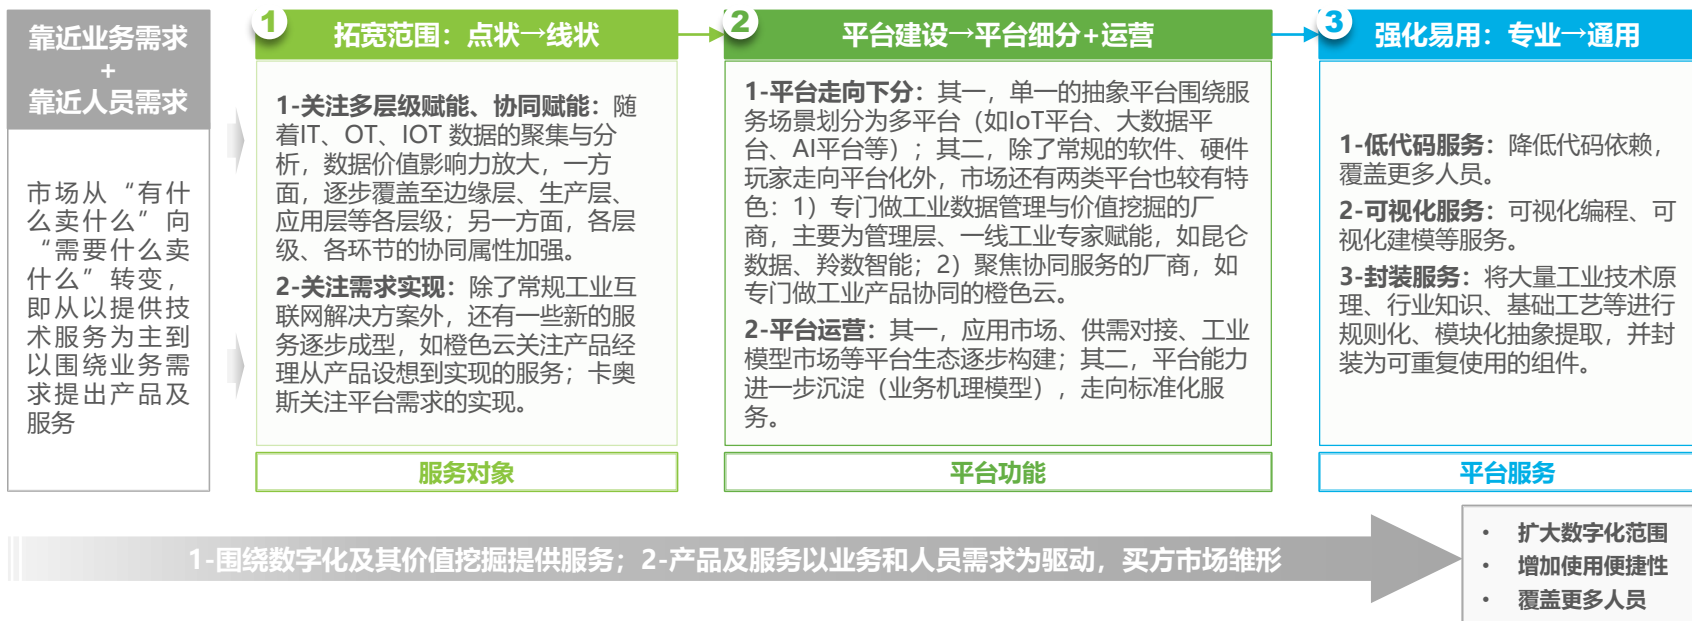 靠近业务需求
+
靠近人员需求
市场从“有什
么卖什么”向
“需要什么卖
什么”转变，
即从以提供技
术服务为主到
以围绕业务需
求提出产品及
服务
1
拓宽范围：点状→线状
1-关注多层级赋能、协同赋能：随
着IT、OT、IOT 数据的聚集与分
析，数据价值影响力放大，一方
面，逐步覆盖至边缘层、生产层、
应用层等各层级；另一方面，各层
级、各环节的协同属性加强。
2-关注需求实现：除了常规工业互
联网解决方案外，还有一些新的服
务逐步成型，如橙色云关注产品经
理从产品设想到实现的服务；卡奥
斯关注平台需求的实现。
服务对象
2
平台建设→平台细分+运营
1-平台走向下分：其一，单一的抽象平台围绕服
务场景划分为多平台（如IoT平台、大数据平
台、AI平台等）；其二，除了常规的软件、硬件
玩家走向平台化外，市场还有两类平台也较有特
色：1）专门做工业数据管理与价值挖掘的厂
商，主要为管理层、一线工业专家赋能，如昆仑
数据、羚数智能；2）聚焦协同服务的厂商，如
专门做工业产品协同的橙色云。
2-平台运营：其一，应用市场、供需对接、工业
模型市场等平台生态逐步构建；其二，平台能力
进一步沉淀（业务机理模型），走向标准化服
务。
平台功能
3
强化易用：专业→通用
1-低代码服务：降低代码依赖，
覆盖更多人员。
2-可视化服务：可视化编程、可
视化建模等服务。
3-封装服务：将大量工业技术原
理、行业知识、基础工艺等进行
规则化、模块化抽象提取，并封
装为可重复使用的组件。
平台服务
1-围绕数字化及其价值挖掘提供服务；2-产品及服务以业务和人员需求为驱动，买方市场雏形
• 扩大数字化范围
• 增加使用便捷性
• 覆盖更多人员